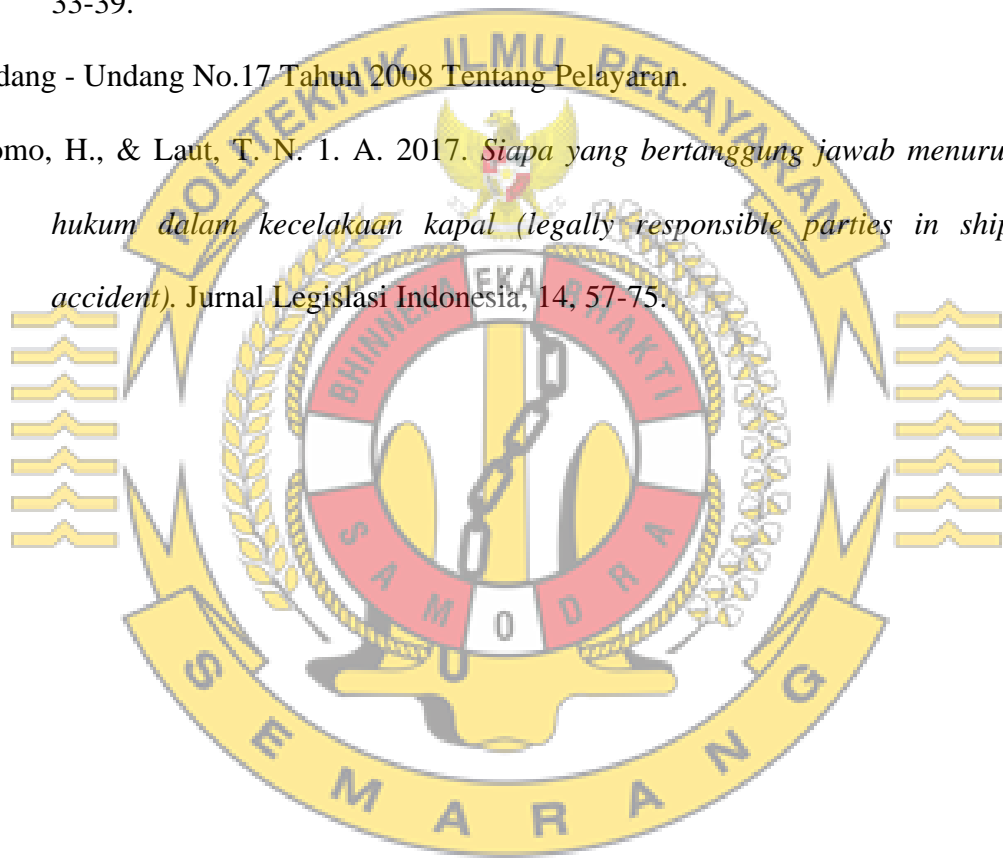 33-39.
dang - Undang No.17 Tahun 2008 Tentang Pelayaran.
omo, H., & Laut, T. N. 1. A. 2017. Siapa yang bertanggung jawab menuru
hukum dalam kecelakaan kapal (legally responsible parties in ship
accident). Jurnal Legislasi Indonesia, 14, 57-75.
POLITEKNIK ILMU PELAYARAN
BHINNEKA EKA BHAKTI
SAMODRA
SEMARANG